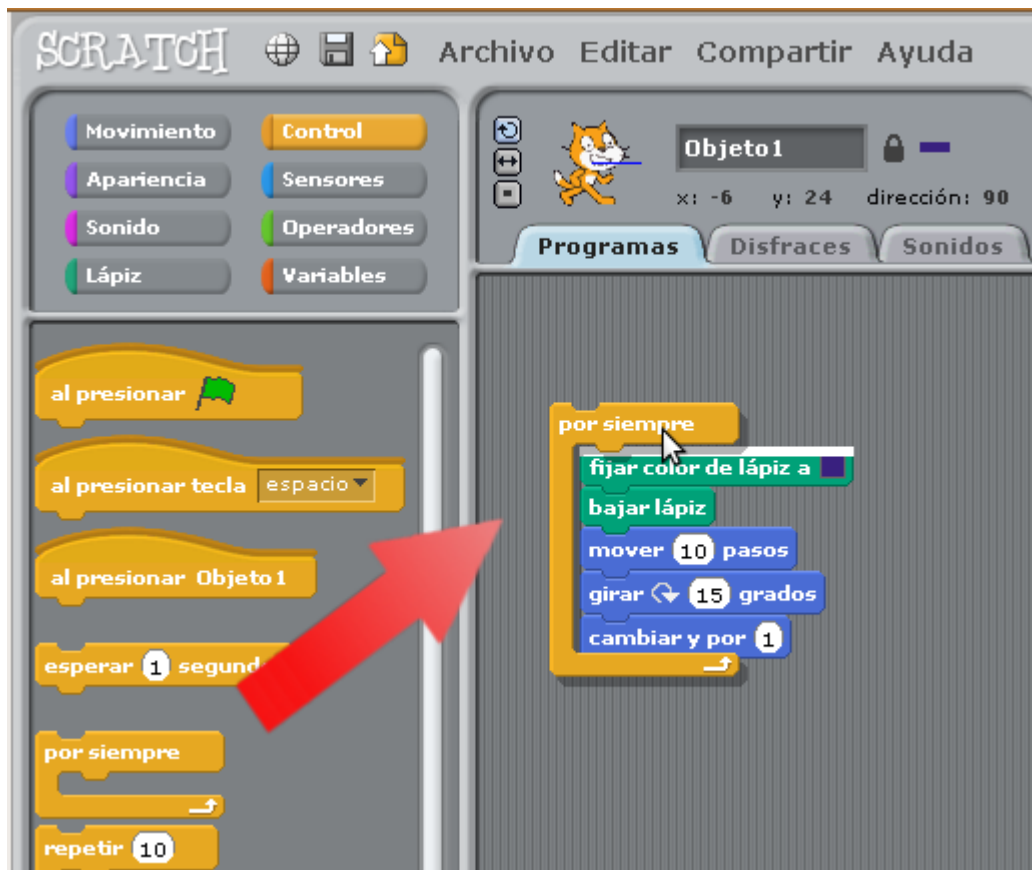 SCRATCH Archivo Editar Compartir Ayuda
Movimiento Control
Apariencia Sensores
Sonido Operadores
Lápiz Variables
Objeto1
x: -6 y: 24 dirección: 90
Programas Disfraces Sonidos
al presionar
al presionar tecla espacio
al presionar Objeto1
esperar 1 segund
por siempre
repetir 10
por siempre
fijar color de lápiz a
bajar lápiz
mover 10 pasos
girar 15 grados
cambiar y por 1